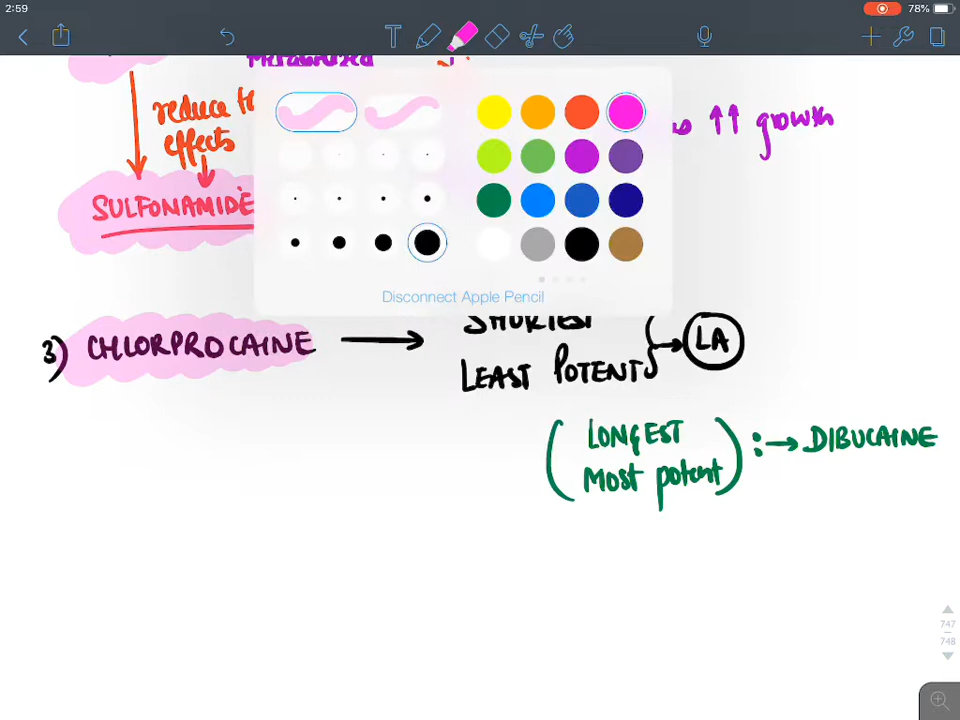 2:59
78%
T
reduce
effects
↑↑ growth
SULFONAMIDE
Disconnect Apple Pencil
3) CHLORPROCAINE → SHORTEST
LEAST POTENT → LA
(LONGEST
Most potent) :→ DIBUCAINE
747
748